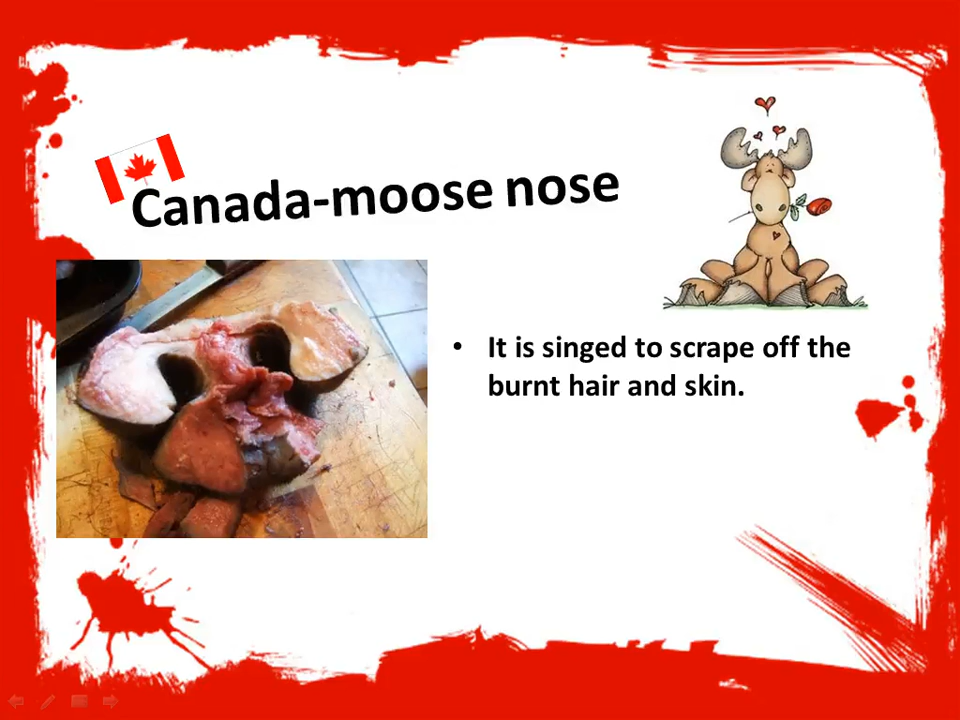 Canada-moose nose
• It is singed to scrape off the
burnt hair and skin.